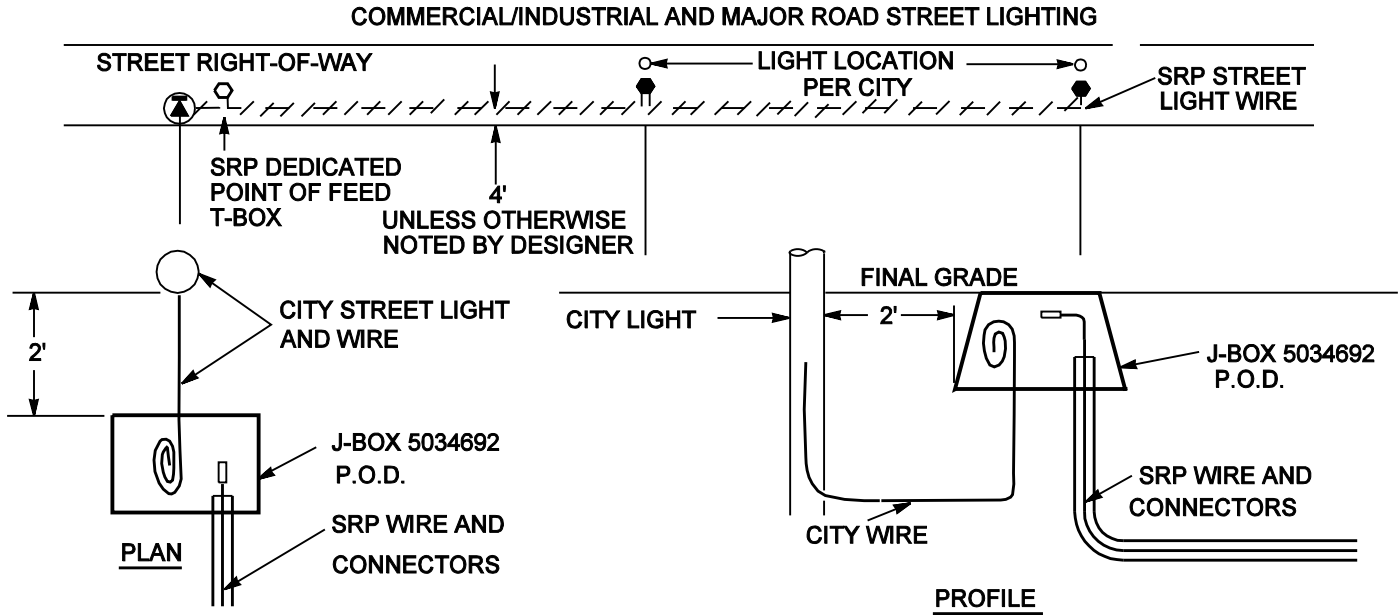 COMMERCIAL/INDUSTRIAL AND MAJOR ROAD STREET LIGHTING
STREET RIGHT-OF-WAY
LIGHT LOCATION
PER CITY
SRP STREET
LIGHT WIRE
SRP DEDICATED
POINT OF FEED
T-BOX
4'
UNLESS OTHERWISE
NOTED BY DESIGNER
CITY STREET LIGHT
AND WIRE
2'
J-BOX 5034692
P.O.D.
SRP WIRE AND
CONNECTORS
PLAN
FINAL GRADE
CITY LIGHT
2'
J-BOX 5034692
P.O.D.
SRP WIRE AND
CONNECTORS
CITY WIRE
PROFILE